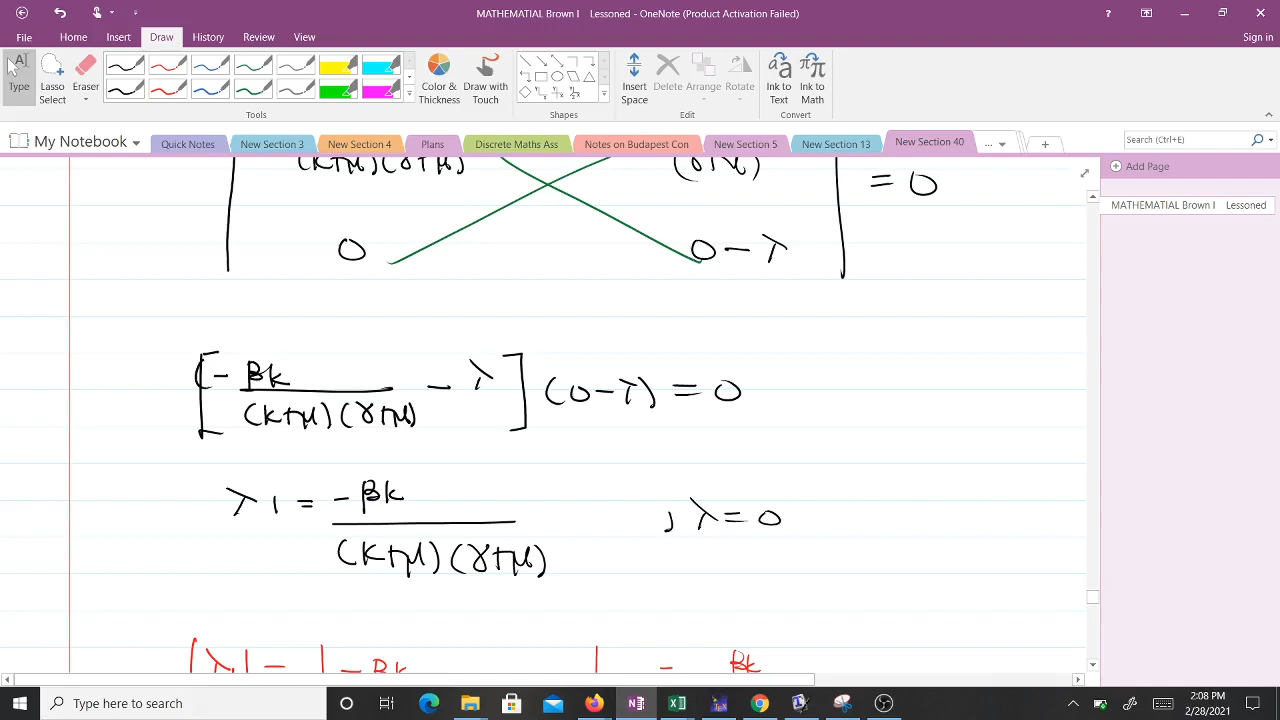 MATHEMATIAL Brown I Lessoned - OneNote (Product Activation Failed)
File Home Insert Draw History Review View
Sign in
Type Lasso Select Eraser Color & Thickness Draw with Touch Insert Space Delete Arrange Rotate Ink to Text Ink to Math
Tools Shapes Edit Convert
My Notebook Quick Notes New Section 3 New Section 4 Plans Discrete Maths Ass Notes on Budapest Con New Section 5 New Section 13 New Section 40 ... + Search (Ctrl+E)
Add Page
MATHEMATIAL Brown I Lessoned
(k+μ)(γ+μ)
= 0
0 0 - λ
[- βk / (k+μ)(γ+μ) - λ] (0 - λ) = 0
λ1 = -βk / (k+μ)(γ+μ) , λ = 0
|λ1| = |-βk | = βk
Type here to search
2:08 PM
2/28/2021